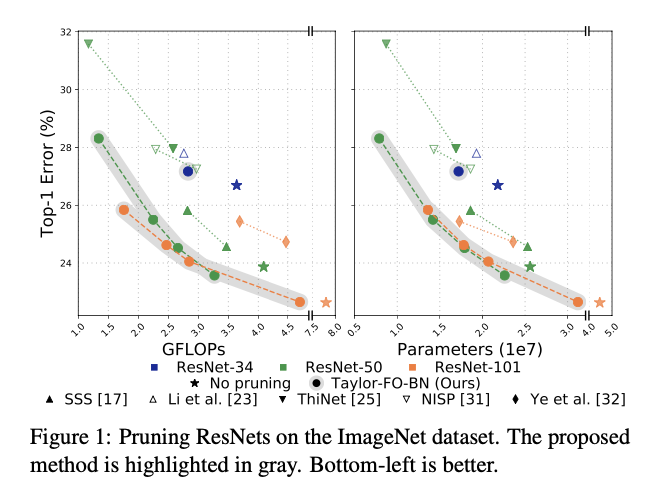 32
30
28
26
24
Top-1 Error (%)
1.0 1.5 2.0 2.5 3.0 3.5 4.0 4.5 7.5 8.0
0.5 1.0 1.5 2.0 2.5 3.0 4.0 5.0
GFLOPs
Parameters (1e7)
ResNet-34 ResNet-50 ResNet-101
No pruning Taylor-FO-BN (Ours)
SSS [17] Li et al. [23] ThiNet [25] NISP [31] Ye et al. [32]
Figure 1: Pruning ResNets on the ImageNet dataset. The proposed
method is highlighted in gray. Bottom-left is better.